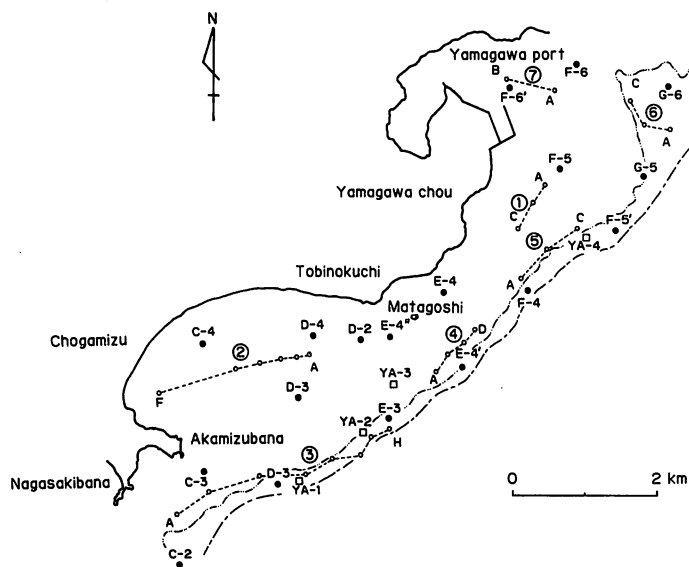 N
Yamagawa port
B
⑦
F-6
F-6'
A
C
G-6
⑥
A
F-5
G-5
A
Yamagawa chou
①
C
C
F-5'
⑤
YA-4
Tobinokuchi
A
E-4
F-4
Matagoshi
Chogamizu
C-4
D-4
D-2
E-4"
④
D
②
A
E-4'
A
YA-3
F
D-3
E-3
YA-2
H
Akamizubana
③
D-3
C-3
YA-1
Nagasakibana
A
C-2
0
2 km